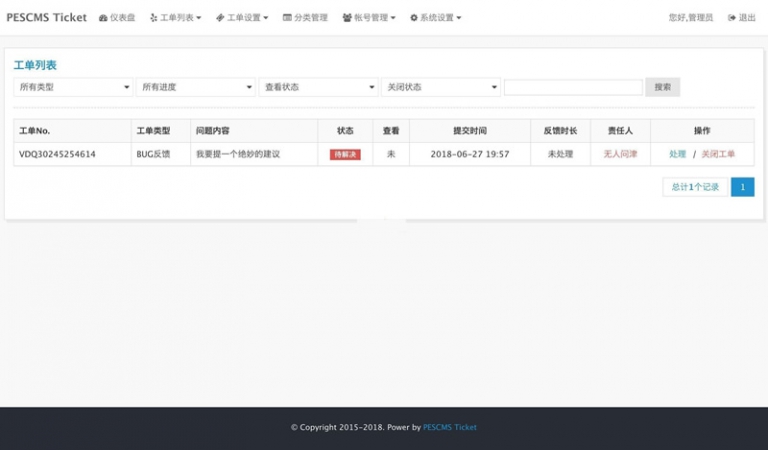 PESCMS Ticket 仪表盘 工单列表 工单设置 分类管理 帐号管理 系统设置 您好,管理员 退出
工单列表
所有类型 所有进度 查看状态 关闭状态 搜索
工单No. 工单类型 问题内容 状态 查看 提交时间 反馈时长 责任人 操作
VDQ30245254614 BUG反馈 我要提一个绝妙的建议 待解决 未 2018-06-27 19:57 未处理 无人问津 处理 / 关闭工单
总计1个记录 1
© Copyright 2015-2018. Power by PESCMS Ticket